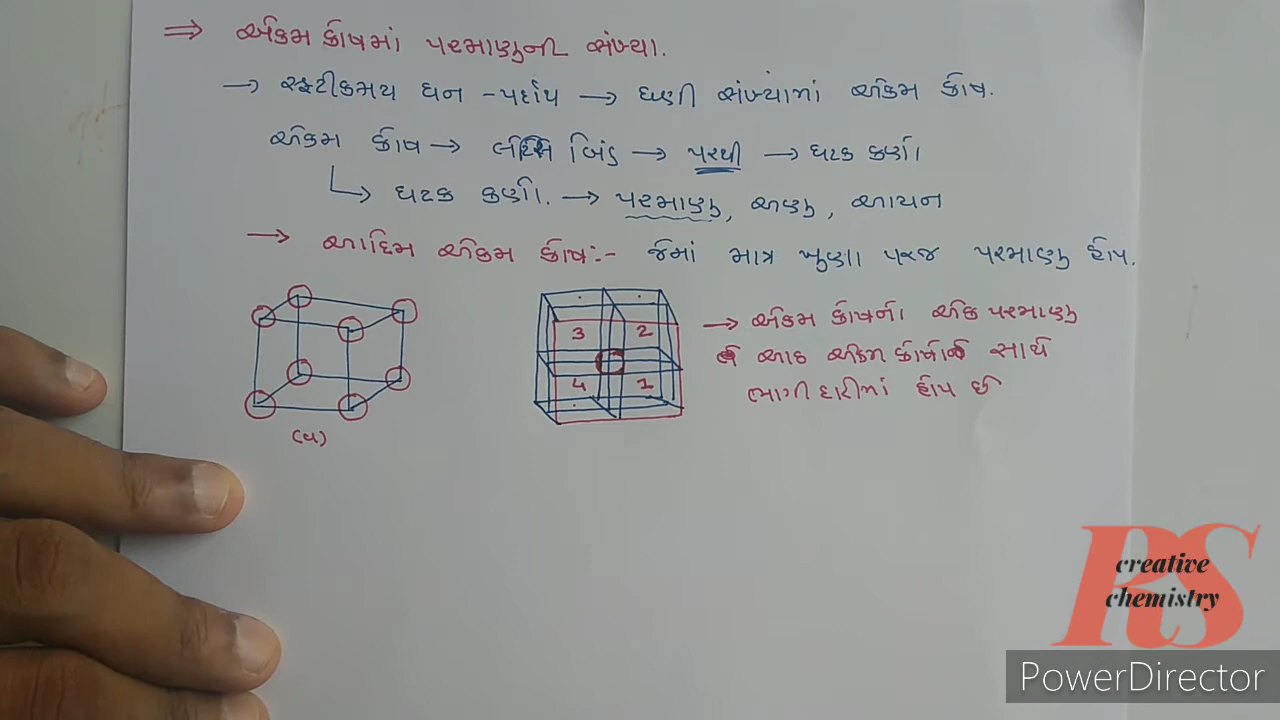 ⇒ એકમ કોષમાં પરમાણુની સંખ્યા.
→ સ્ફટીકમય ઘન - પદાર્થ → ઘણી સંખ્યામાં એકમ કોષ.
એકમ કોષ → લેટિસ બિંદુ → પરથી → ઘટક કણો
↳ ઘટક કણો. → પરમાણુ, અણુ, આયન
→ આદિમ એકમ કોષ:- જેમાં માત્ર ખુણા પરજ પરમાણુ હોય.
3 2
4 1
(બ)
→ એકમ કોષનો એક પરમાણુ
આઠ એકમ કોષો સાથે
ભાગીદારીમાં હોય છે
RS
creative
chemistry
PowerDirector